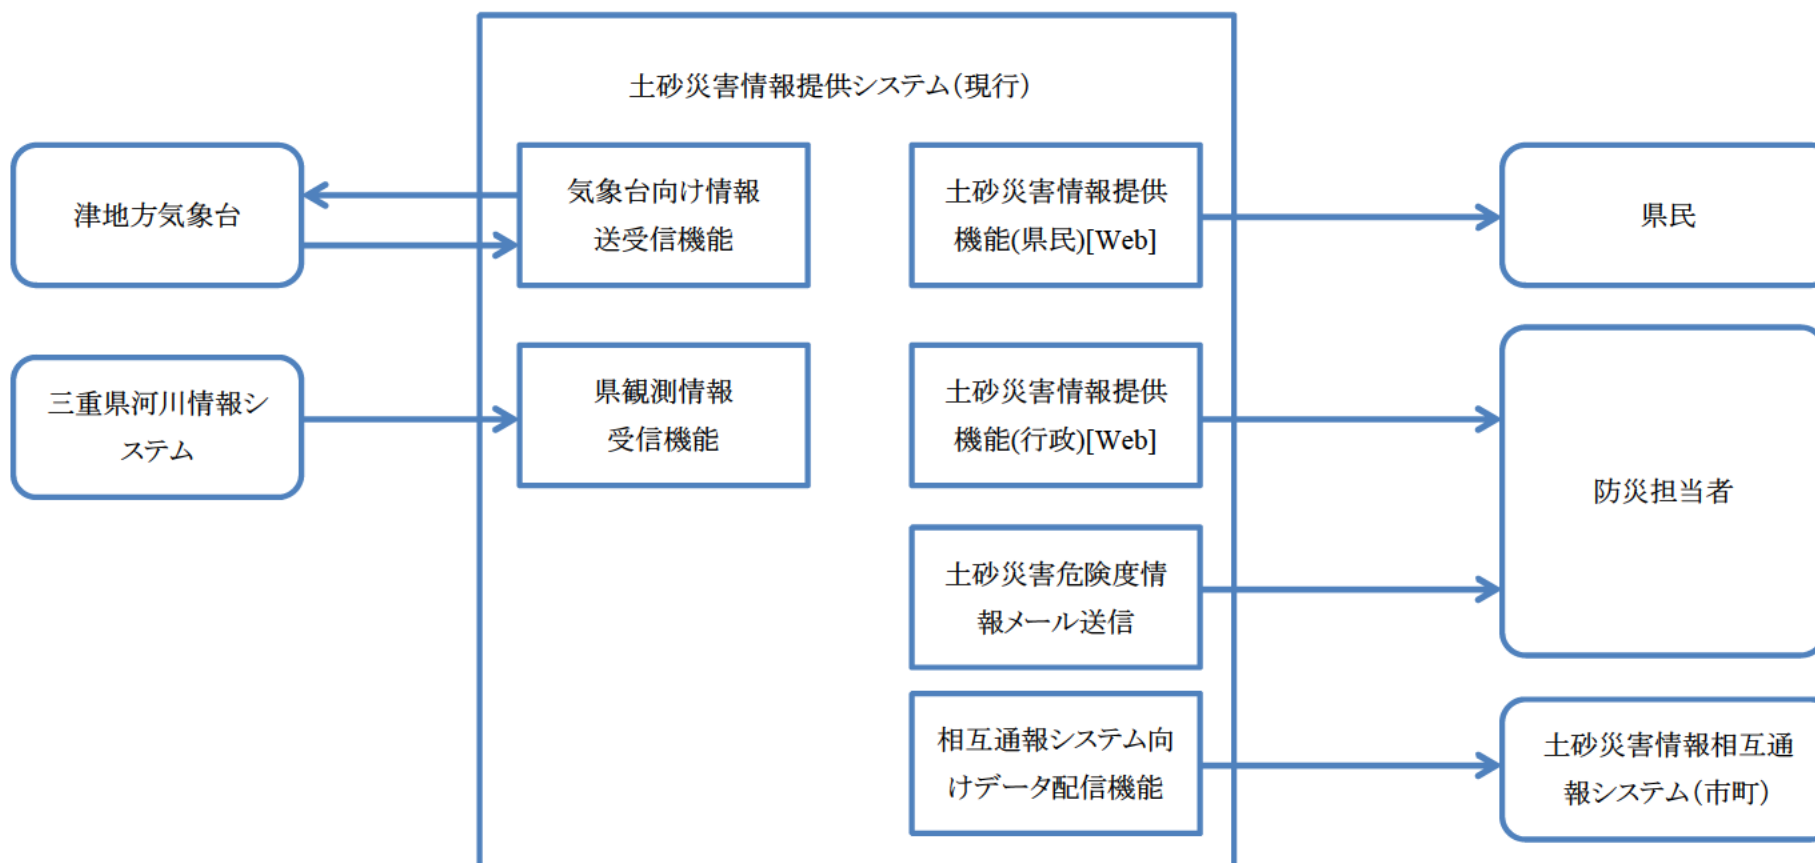 土砂災害情報提供システム(現行)
津地方気象台
気象台向け情報
送受信機能
土砂災害情報提供
機能(県民)[Web]
県民
三重県河川情報シ
ステム
県観測情報
受信機能
土砂災害情報提供
機能(行政)[Web]
防災担当者
土砂災害危険度情
報メール送信
相互通報システム向
けデータ配信機能
土砂災害情報相互通
報システム(市町)